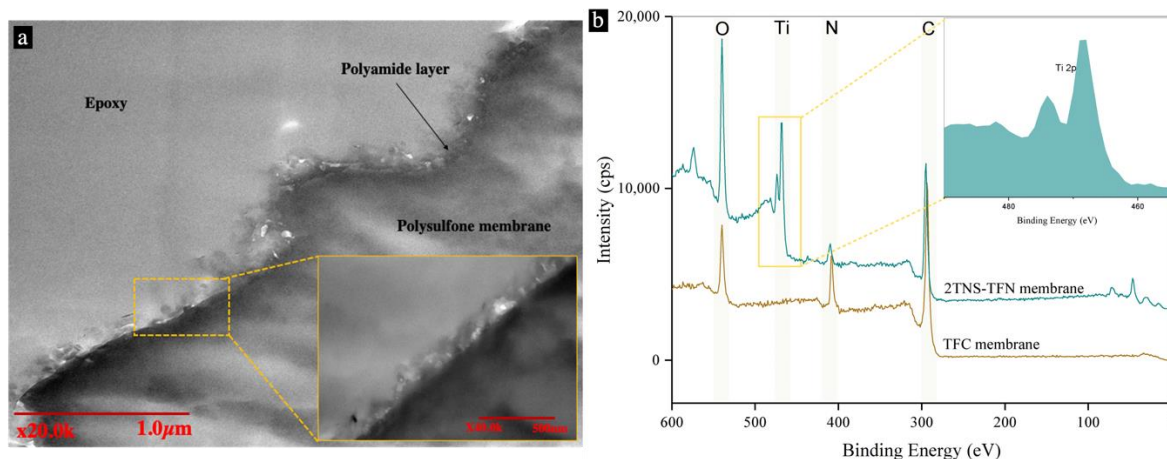 a
Polyamide layer
Epoxy
Polysulfone membrane
x20.0k 1.0μm
X40.0k 500nm
b
O Ti N C
20,000
10,000
0
Intensity (cps)
Ti 2p
480 460
Binding Energy (eV)
2TNS-TFN membrane
TFC membrane
600 500 400 300 200 100
Binding Energy (eV)